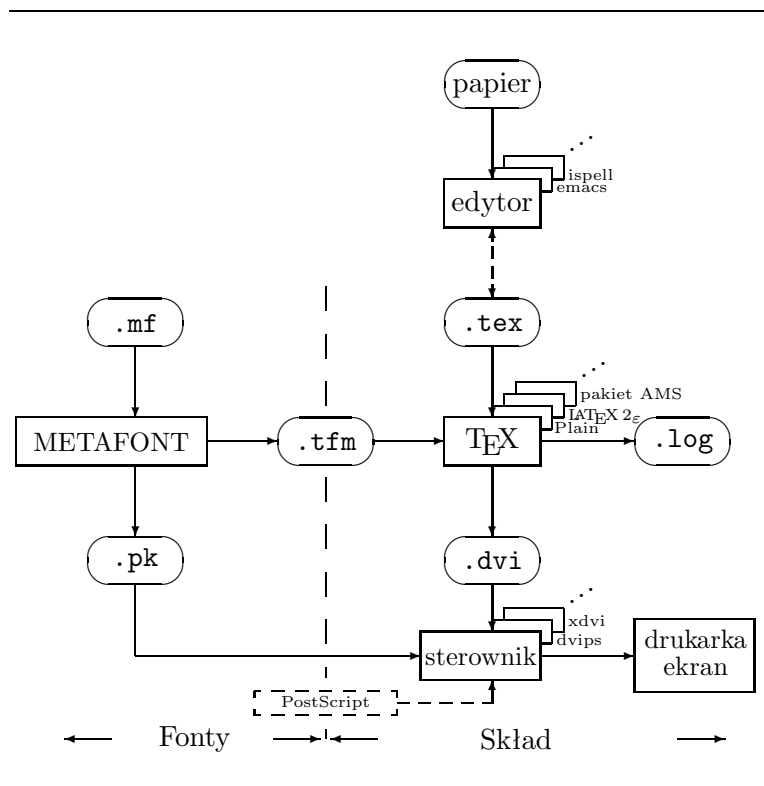 papier
ispell
emacs
edytor
.mf
.tex
pakiet AMS
LATEX 2ε
Plain
METAFONT
.tfm
TEX
.log
.pk
.dvi
xdvi
dvips
sterownik
drukarka
ekran
PostScript
Fonty
Skład